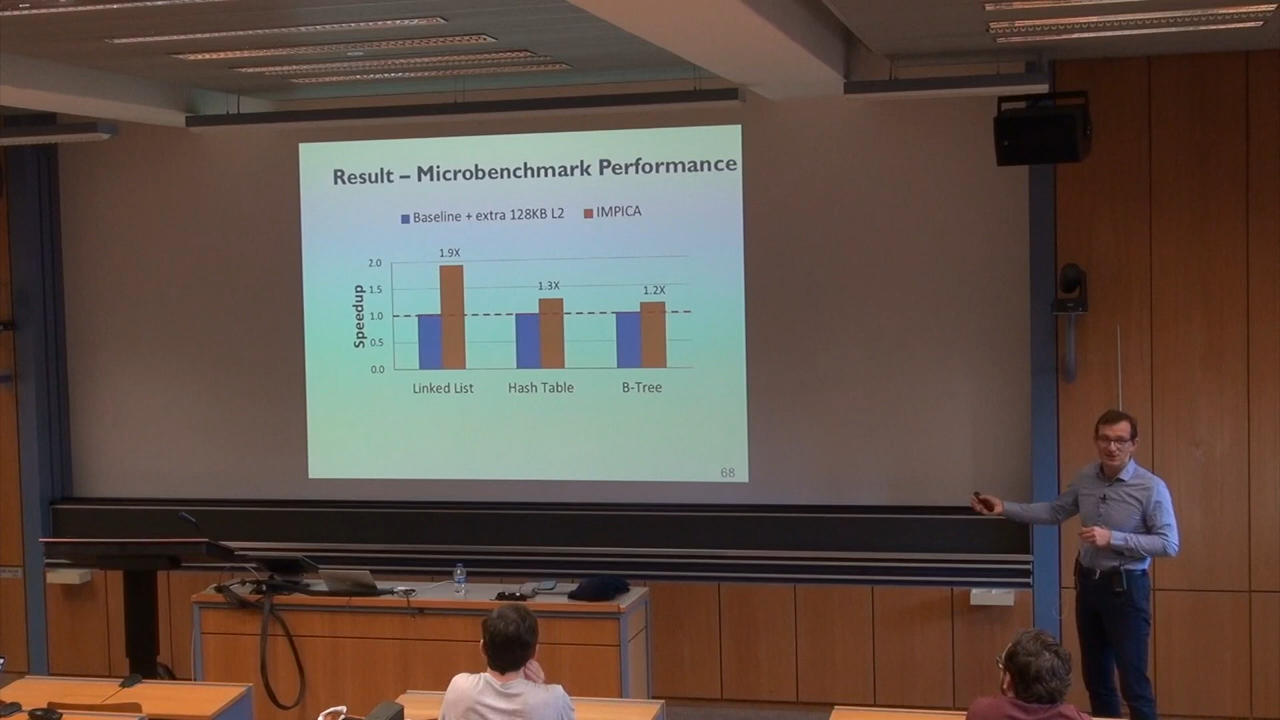 Result – Microbenchmark Performance
Baseline + extra 128KB L2 IMPICA
1.9X
2.0
1.3X
1.2X
1.5
1.0
0.5
0.0
Speedup
Linked List Hash Table B-Tree
68